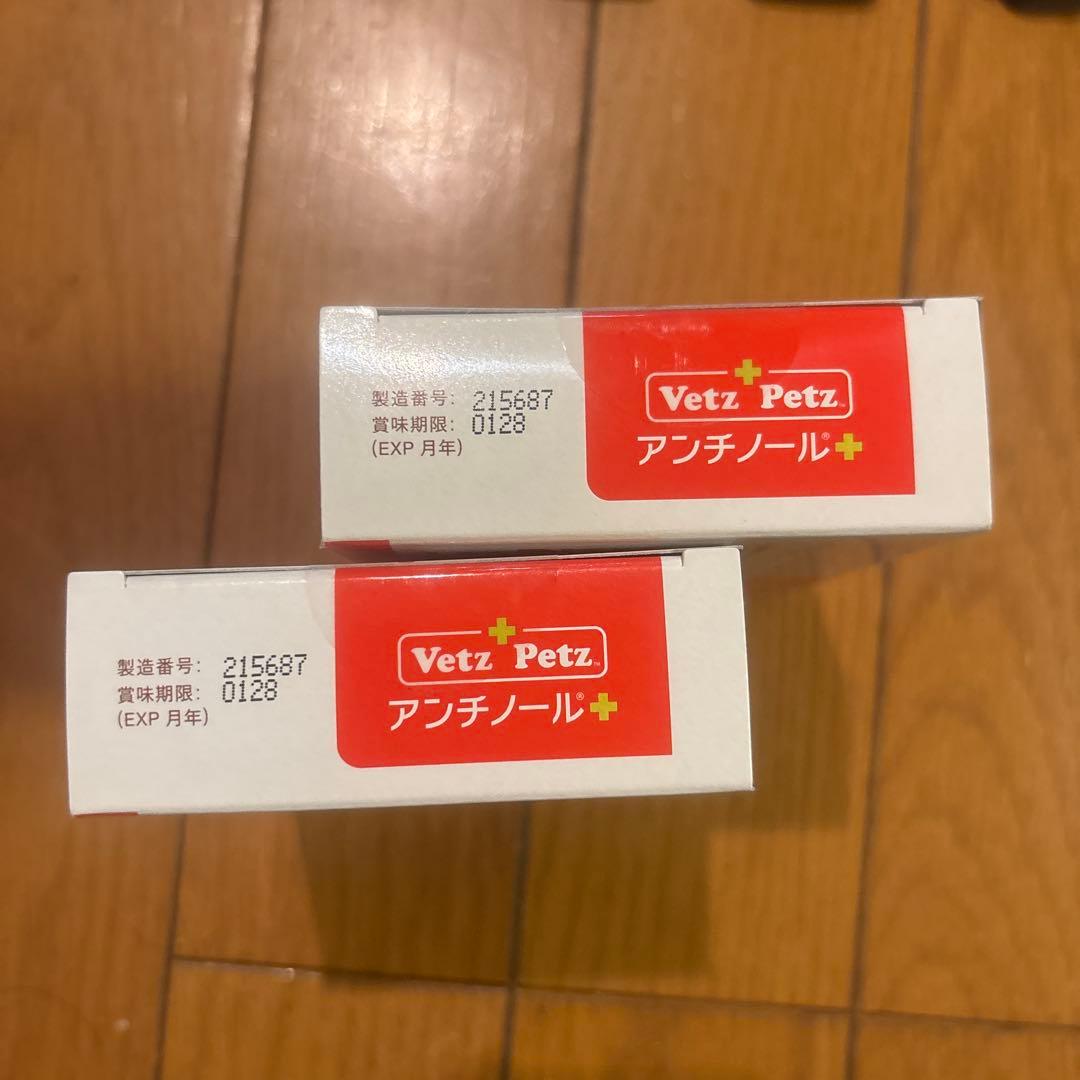 製造番号: 215687
賞味期限: 0128
(EXP 月年)
Vetz Petz™
アンチノール®+
製造番号: 215687
賞味期限: 0128
(EXP 月年)
Vetz Petz™
アンチノール®+